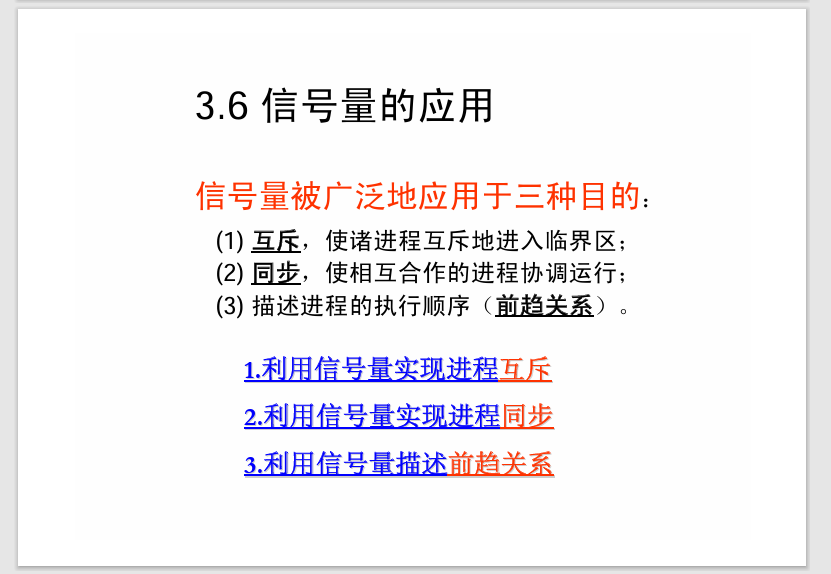 3.6 信号量的应用
信号量被广泛地应用于三种目的：
(1) 互斥，使诸进程互斥地进入临界区；
(2) 同步，使相互合作的进程协调运行；
(3) 描述进程的执行顺序（前趋关系）。
1.利用信号量实现进程互斥
2.利用信号量实现进程同步
3.利用信号量描述前趋关系